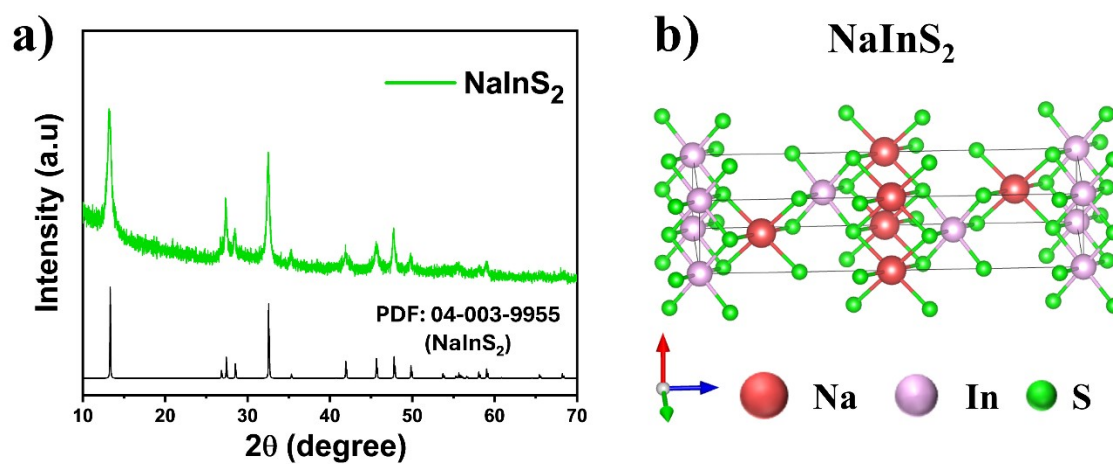 a)
NaInS₂
Intensity (a.u)
PDF: 04-003-9955
(NaInS₂)
10 20 30 40 50 60 70
2θ (degree)
b)
NaInS₂
Na In S